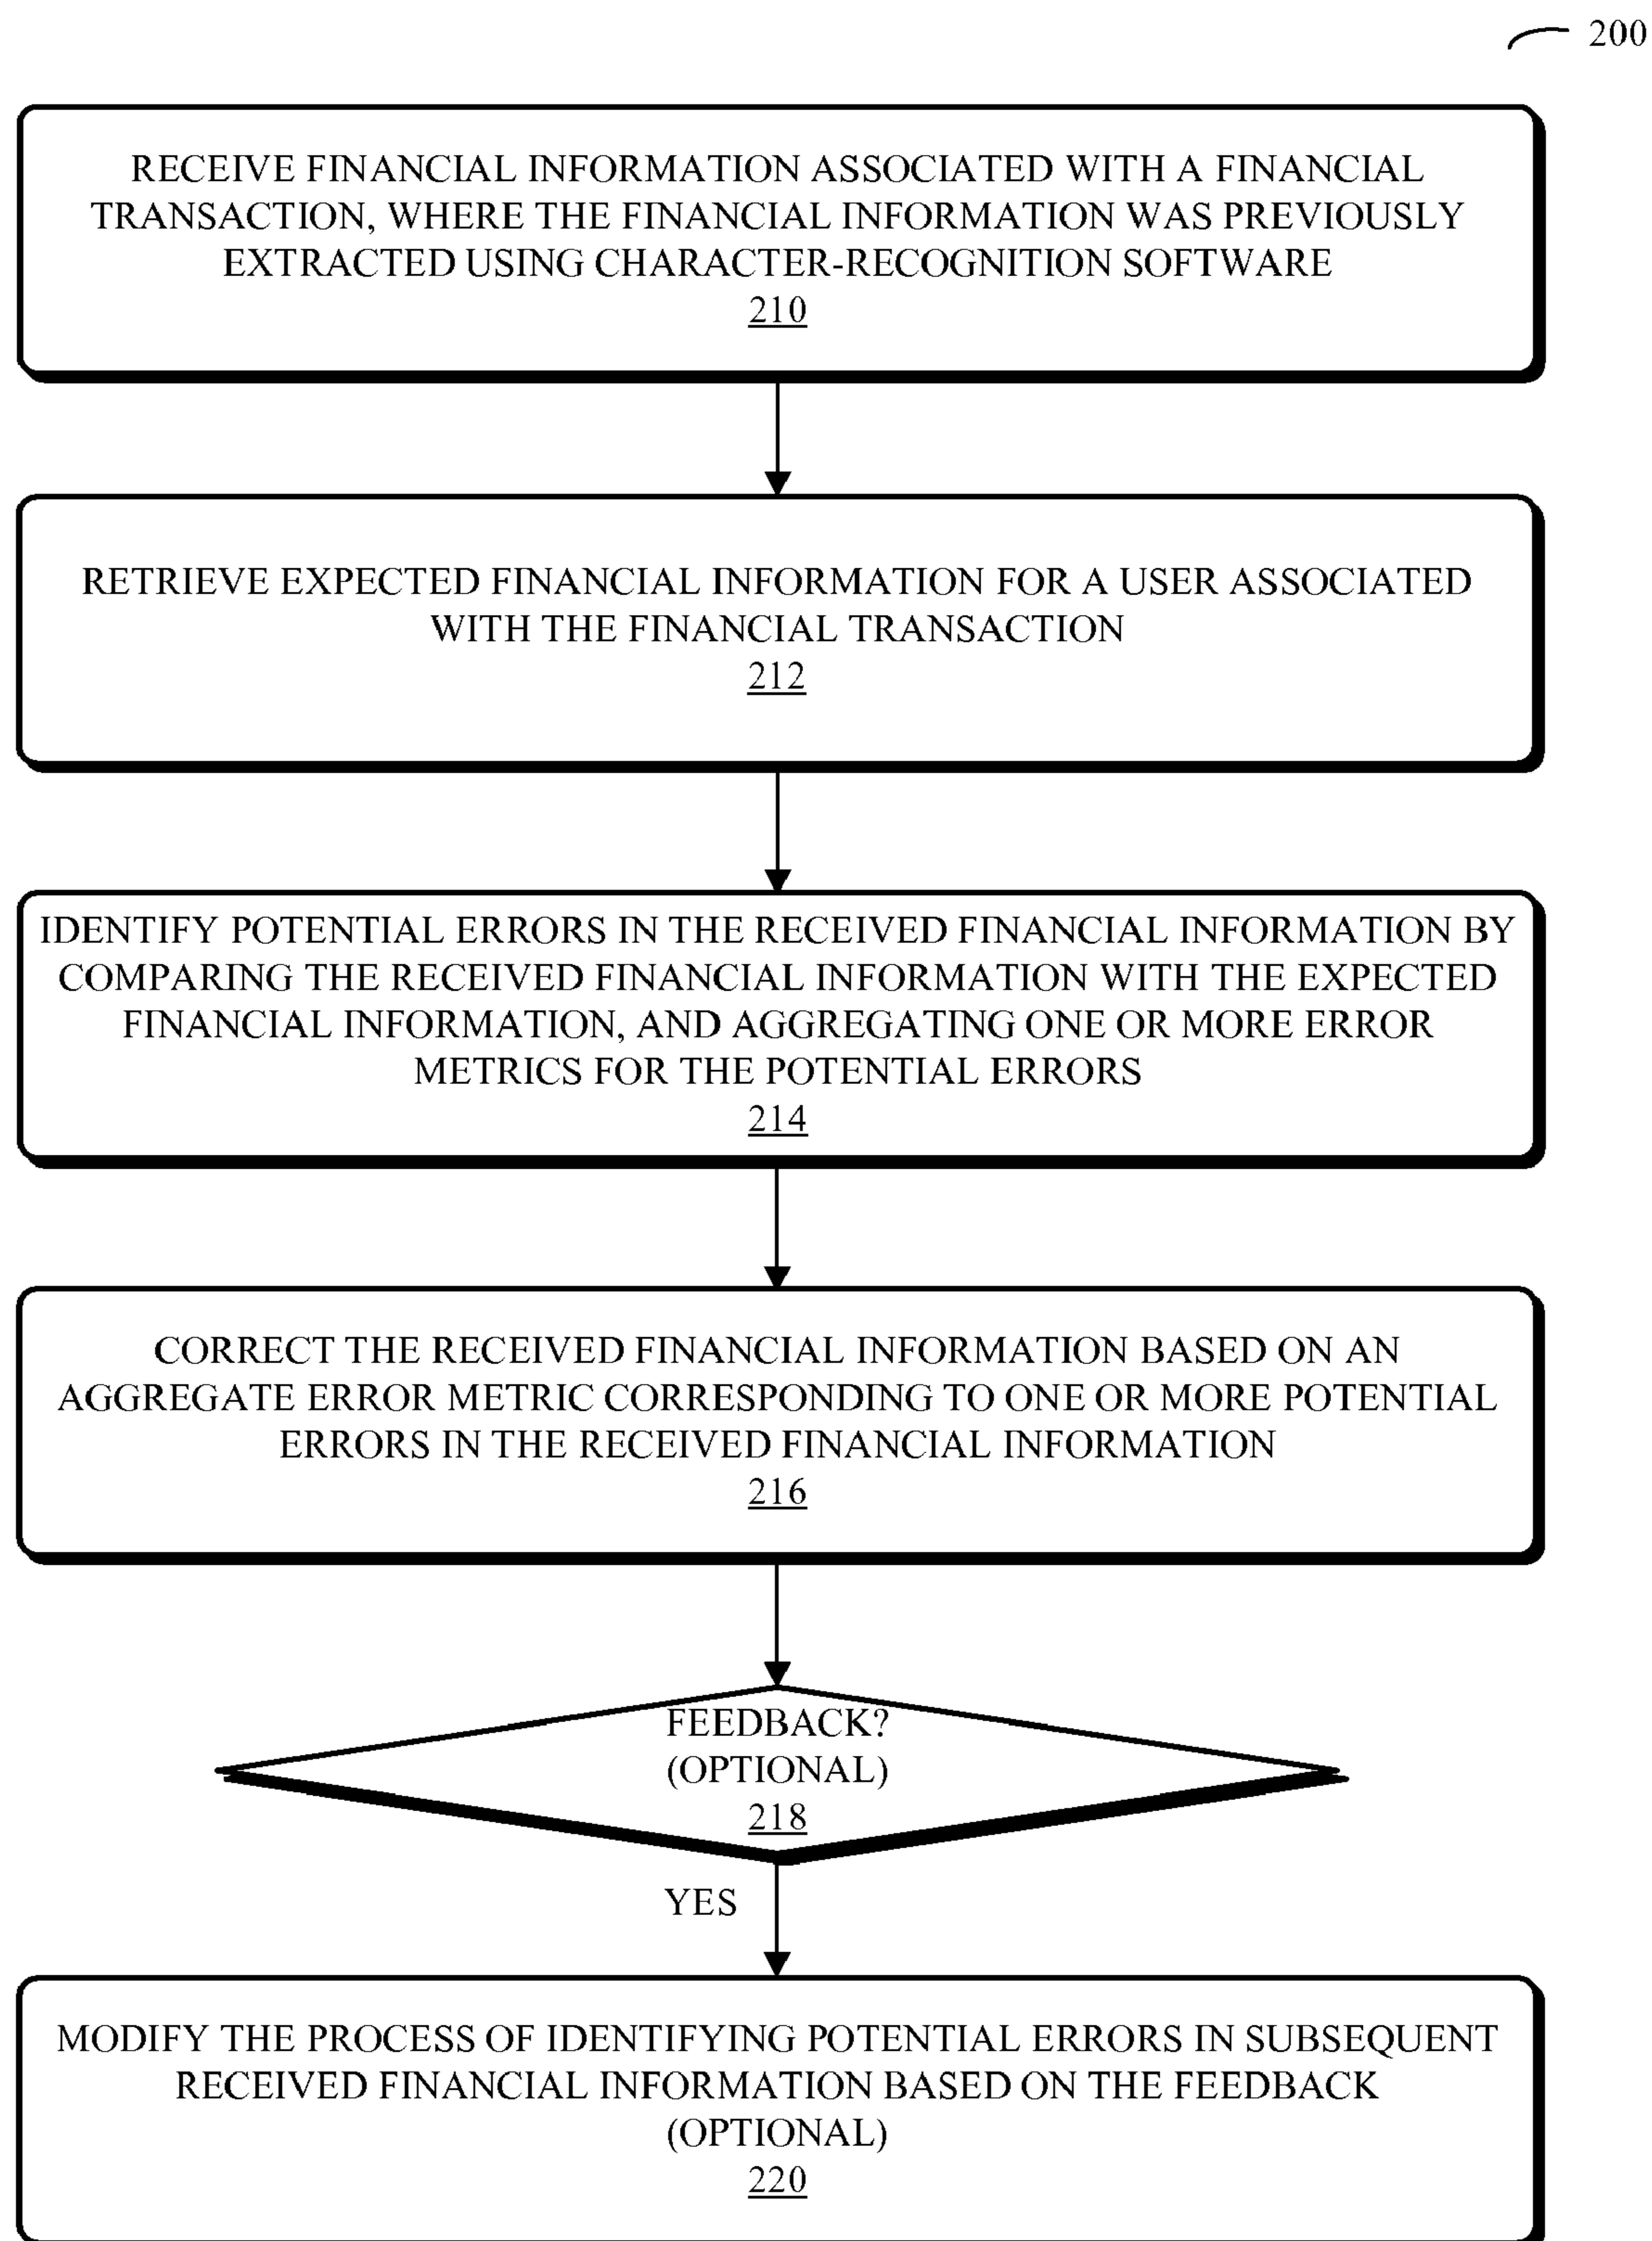 200
RECEIVE FINANCIAL INFORMATION ASSOCIATED WITH A FINANCIAL
TRANSACTION, WHERE THE FINANCIAL INFORMATION WAS PREVIOUSLY
EXTRACTED USING CHARACTER-RECOGNITION SOFTWARE
210
RETRIEVE EXPECTED FINANCIAL INFORMATION FOR A USER ASSOCIATED
WITH THE FINANCIAL TRANSACTION
212
IDENTIFY POTENTIAL ERRORS IN THE RECEIVED FINANCIAL INFORMATION BY
COMPARING THE RECEIVED FINANCIAL INFORMATION WITH THE EXPECTED
FINANCIAL INFORMATION, AND AGGREGATING ONE OR MORE ERROR
METRICS FOR THE POTENTIAL ERRORS
214
CORRECT THE RECEIVED FINANCIAL INFORMATION BASED ON AN
AGGREGATE ERROR METRIC CORRESPONDING TO ONE OR MORE POTENTIAL
ERRORS IN THE RECEIVED FINANCIAL INFORMATION
216
FEEDBACK?
(OPTIONAL)
218
YES
MODIFY THE PROCESS OF IDENTIFYING POTENTIAL ERRORS IN SUBSEQUENT
RECEIVED FINANCIAL INFORMATION BASED ON THE FEEDBACK
(OPTIONAL)
220